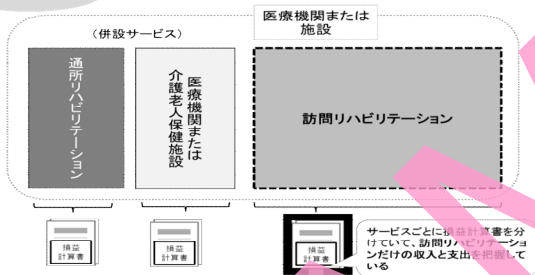 医療機関または
施設
（併設サービス）
通所リハビリテーション
医療機関または
介護老人保健施設
訪問リハビリテーション
損益
計算書
損益
計算書
損益
計算書
サービスごとに損益計算書を分
けていて、訪問リハビリテーショ
ンだけの収入と支出を把握して
いる